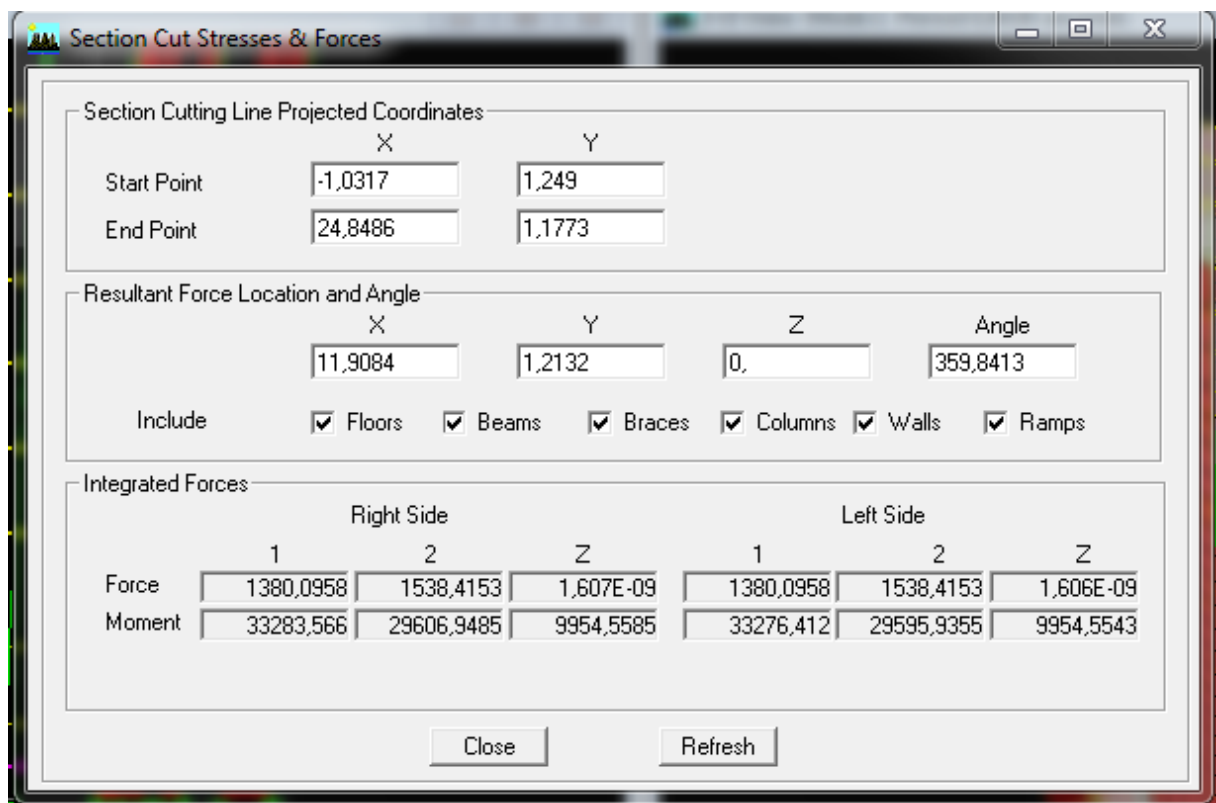 Section Cut Stresses & Forces
Section Cutting Line Projected Coordinates
X Y
Start Point -1,0317 1,249
End Point 24,8486 1,1773
Resultant Force Location and Angle
X Y Z Angle
11,9084 1,2132 0, 359,8413
Include Floors Beams Braces Columns Walls Ramps
Integrated Forces
Right Side Left Side
1 2 Z 1 2 Z
Force 1380,0958 1538,4153 1,607E-09 1380,0958 1538,4153 1,606E-09
Moment 33283,566 29606,9485 9954,5585 33276,412 29595,9355 9954,5543
Close Refresh